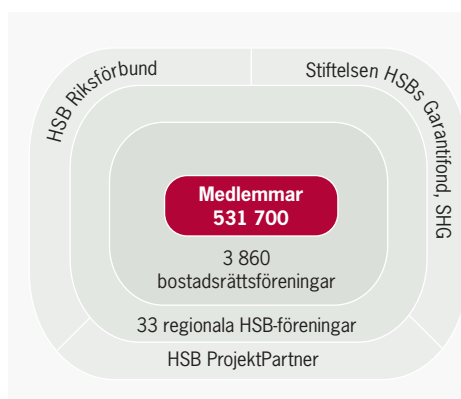 HSB Riksförbund
Stiftelsen HSBs Garantifond, SHG
Medlemmar
531 700
3 860
bostadsrättsföreningar
33 regionala HSB-föreningar
HSB ProjektPartner